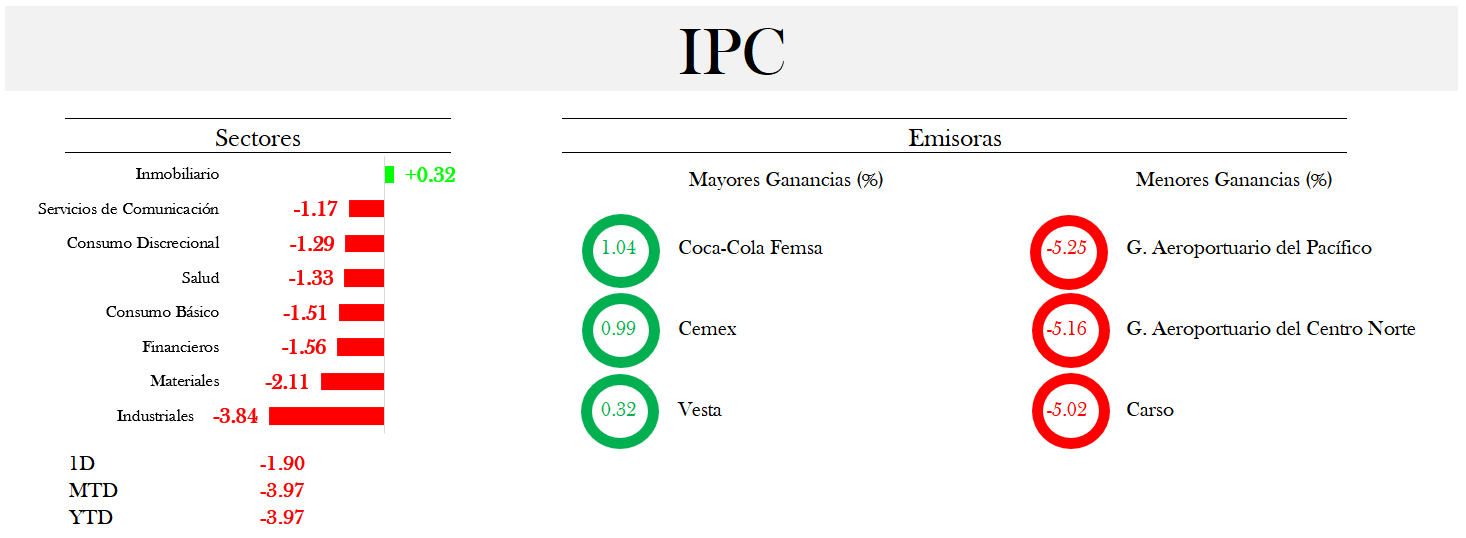 IPC
Sectores
Inmobiliario +0.32
Servicios de Comunicación -1.17
Consumo Discrecional -1.29
Salud -1.33
Consumo Básico -1.51
Financieros -1.56
Materiales -2.11
Industriales -3.84
1D -1.90
MTD -3.97
YTD -3.97
Emisoras
Mayores Ganancias (%)
1.04 Coca-Cola Femsa
0.99 Cemex
0.32 Vesta
Menores Ganancias (%)
-5.25 G. Aeroportuario del Pacífico
-5.16 G. Aeroportuario del Centro Norte
-5.02 Carso